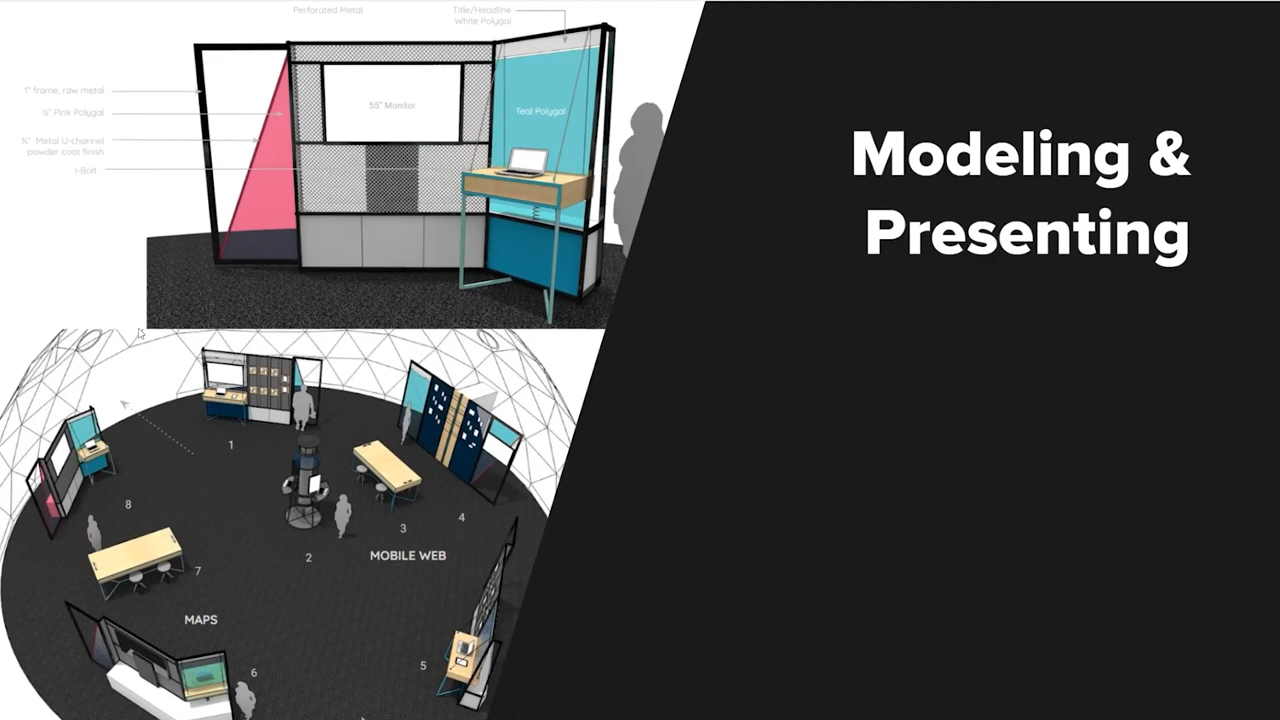 Perforated Metal
Title/Headline
White Polygal
1" frame, raw metal
½" Pink Polygal
¾" Metal U-channel
powder coat finish
I-Bolt
55" Monitor
Teal Polygal
Modeling &
Presenting
1
2
3
4
MOBILE WEB
5
6
7
8
MAPS